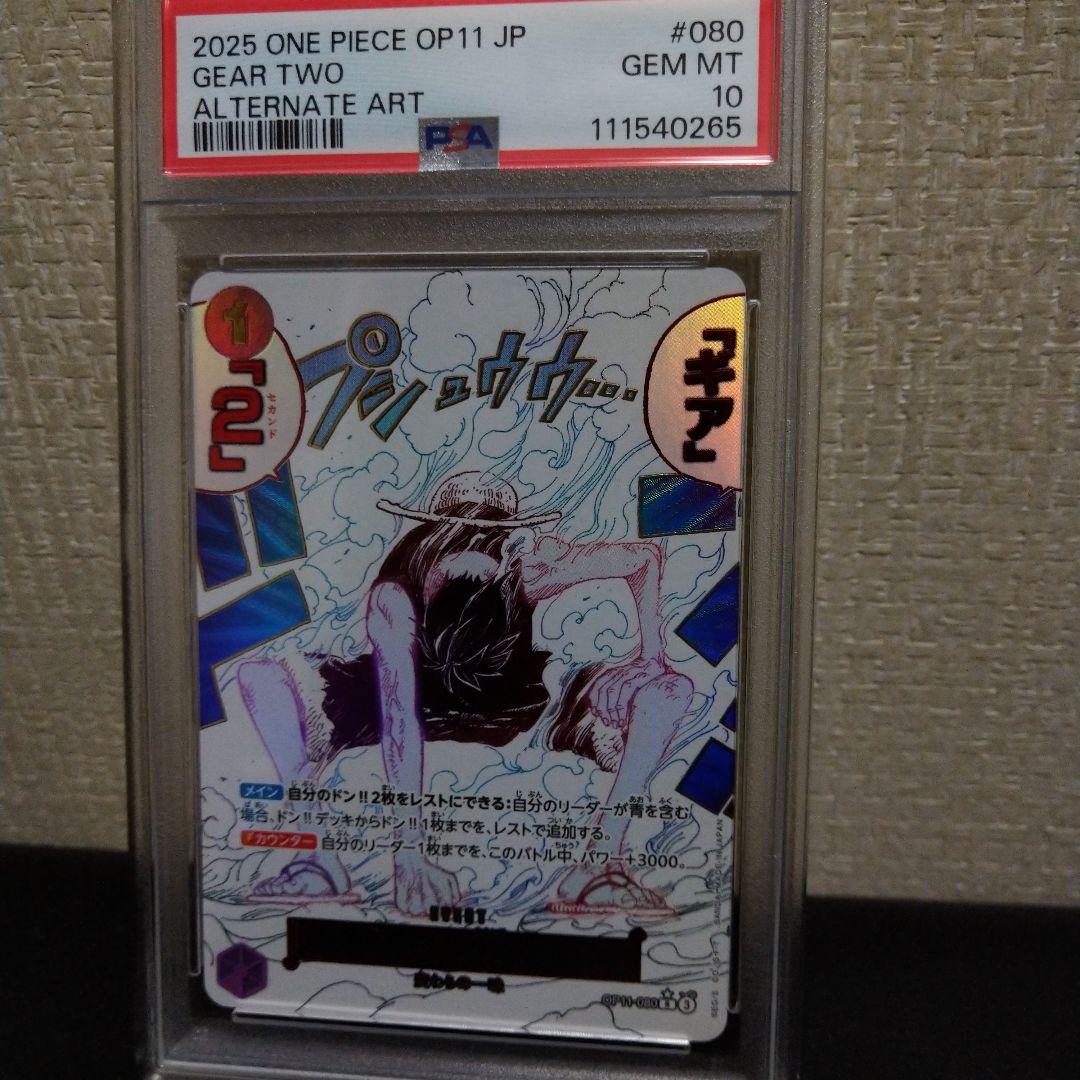 2025 ONE PIECE OP11 JP
#080
GEAR TWO
GEM MT
ALTERNATE ART
10
PSA
111540265
1
「ギア
2」
セカンド
プシュウウ...
メイン 自分のドン!!2枚をレストにできる:自分のリーダーが青を含む
場合、ドン!!デッキからドン!!1枚までを、レストで追加する。
カウンター 自分のリーダー1枚までを、このバトル中、パワー+3000。
EVENT
麦わらの一味
OP11-080 R 3